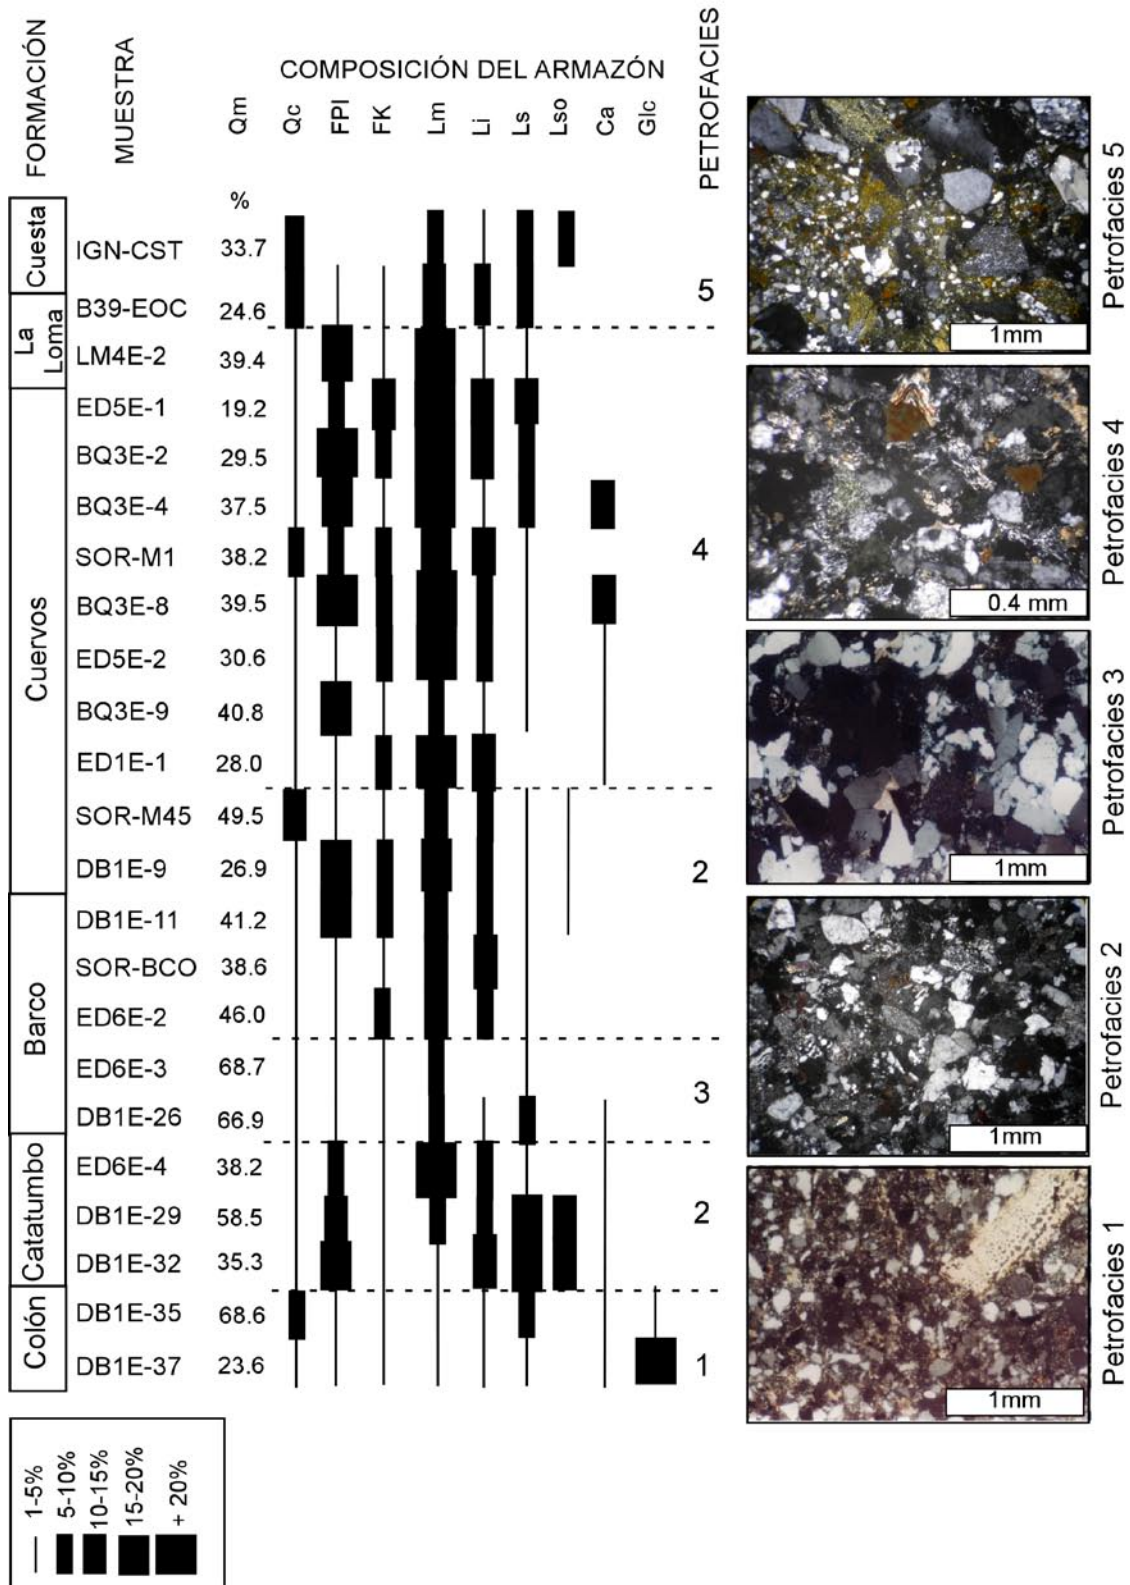 COMPOSICIÓN DEL ARMAZÓN
FORMACIÓN MUESTRA Qm Qc FPl FK Lm Li Ls Lso Ca Glc PETROFACIES
%
Cuesta
La Loma
Cuervos
Barco
Catatumbo
Colón
IGN-CST 33.7
B39-EOC 24.6
LM4E-2 39.4
ED5E-1 19.2
BQ3E-2 29.5
BQ3E-4 37.5
SOR-M1 38.2
BQ3E-8 39.5
ED5E-2 30.6
BQ3E-9 40.8
ED1E-1 28.0
SOR-M45 49.5
DB1E-9 26.9
DB1E-11 41.2
SOR-BCO 38.6
ED6E-2 46.0
ED6E-3 68.7
DB1E-26 66.9
ED6E-4 38.2
DB1E-29 58.5
DB1E-32 35.3
DB1E-35 68.6
DB1E-37 23.6
5
4
2
3
2
1
1mm
Petrofacies 5
0.4 mm
Petrofacies 4
1mm
Petrofacies 3
1mm
Petrofacies 2
1mm
Petrofacies 1
1-5%
5-10%
10-15%
15-20%
+ 20%